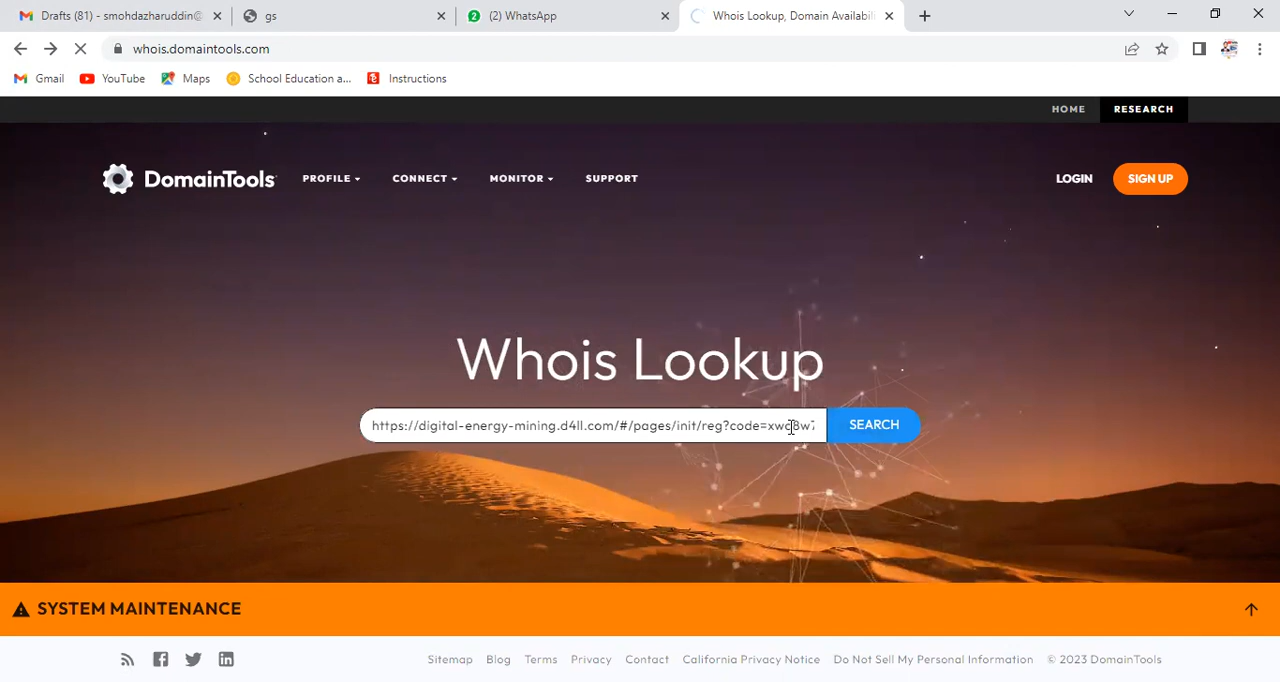 Drafts (81) - smohdazharuddin@
gs
(2) WhatsApp
Whois Lookup, Domain Availabili
whois.domaintools.com
Gmail YouTube Maps School Education a... Instructions
HOME RESEARCH
DomainTools PROFILE CONNECT MONITOR SUPPORT LOGIN SIGN UP
Whois Lookup
https://digital-energy-mining.d4ll.com/#/pages/init/reg?code= SEARCH
SYSTEM MAINTENANCE
Sitemap Blog Terms Privacy Contact California Privacy Notice Do Not Sell My Personal Information © 2023 DomainTools